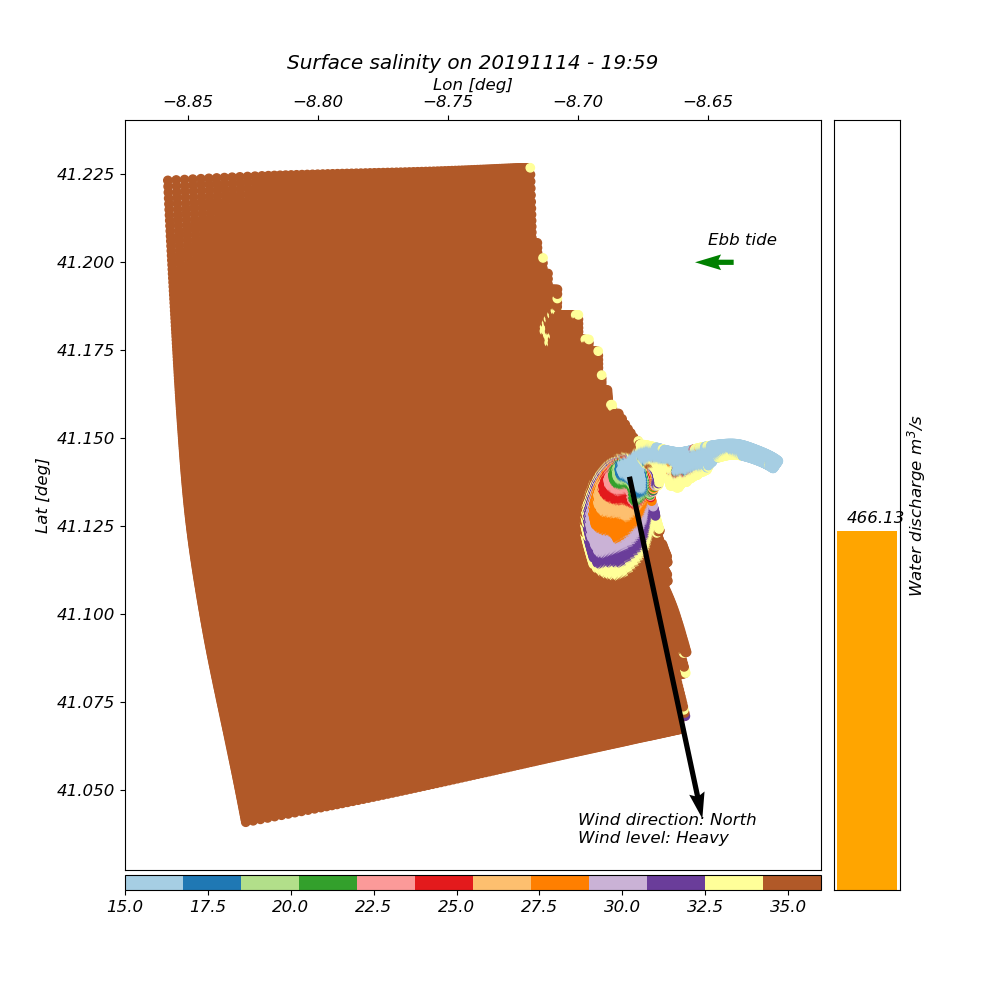 Surface salinity on 20191114 - 19:59
Lon [deg]
−8.85 −8.80 −8.75 −8.70 −8.65
41.225
Ebb tide
41.200
41.175
41.150
41.125
41.100
41.075
41.050
Lat [deg]
466.13
Water discharge m³/s
Wind direction: North
Wind level: Heavy
15.0 17.5 20.0 22.5 25.0 27.5 30.0 32.5 35.0